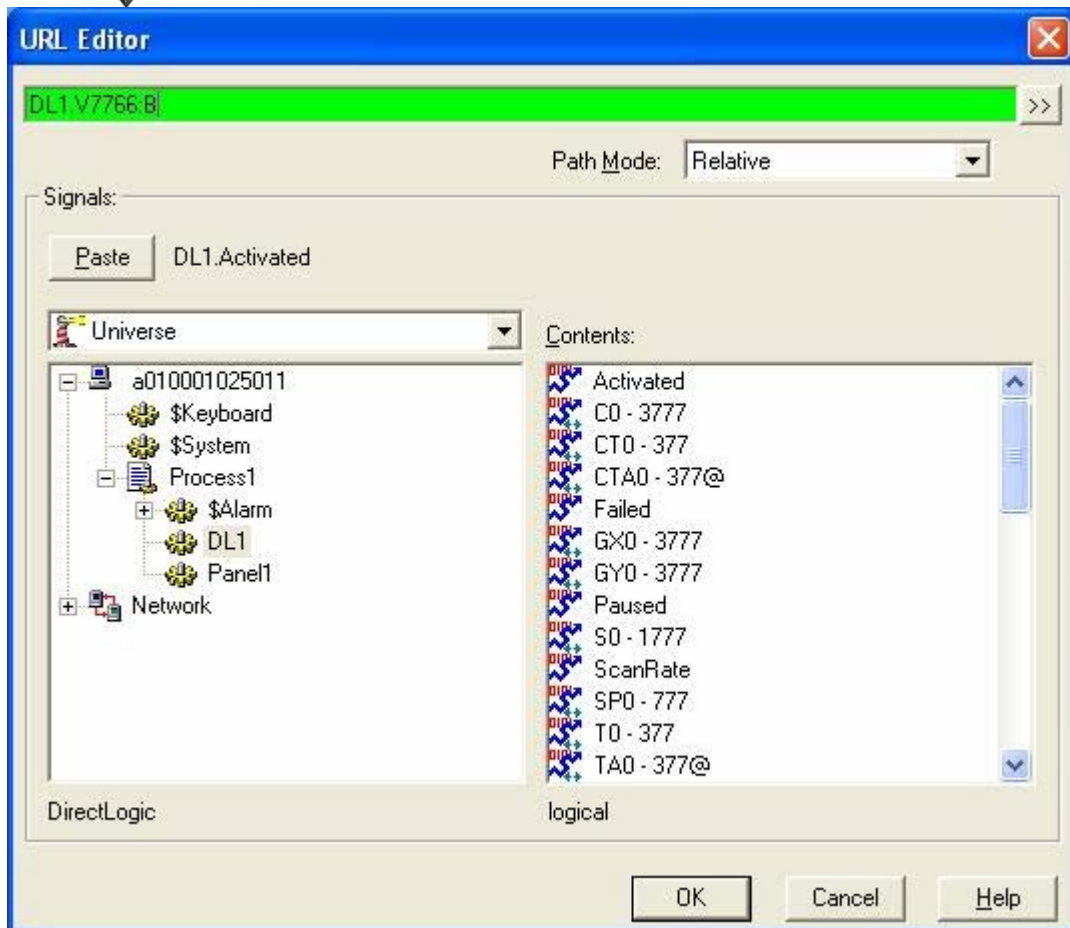 URL Editor
DL1.V7766:B
>>
Path Mode: Relative
Signals:
Paste DL1.Activated
Universe
a010001025011
$Keyboard
$System
Process1
$Alarm
DL1
Panel1
Network
DirectLogic
Contents:
Activated
C0 - 3777
CT0 - 377
CTA0 - 377@
Failed
GX0 - 3777
GY0 - 3777
Paused
S0 - 1777
ScanRate
SP0 - 777
T0 - 377
TA0 - 377@
logical
OK Cancel Help